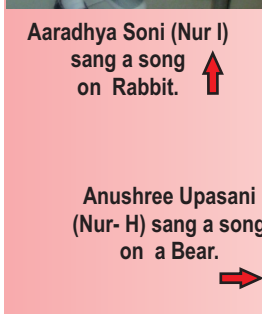 Aaradhya Soni (Nur I)
sang a song
on Rabbit.
Anushree Upasani
(Nur- H) sang a song
on a Bear.